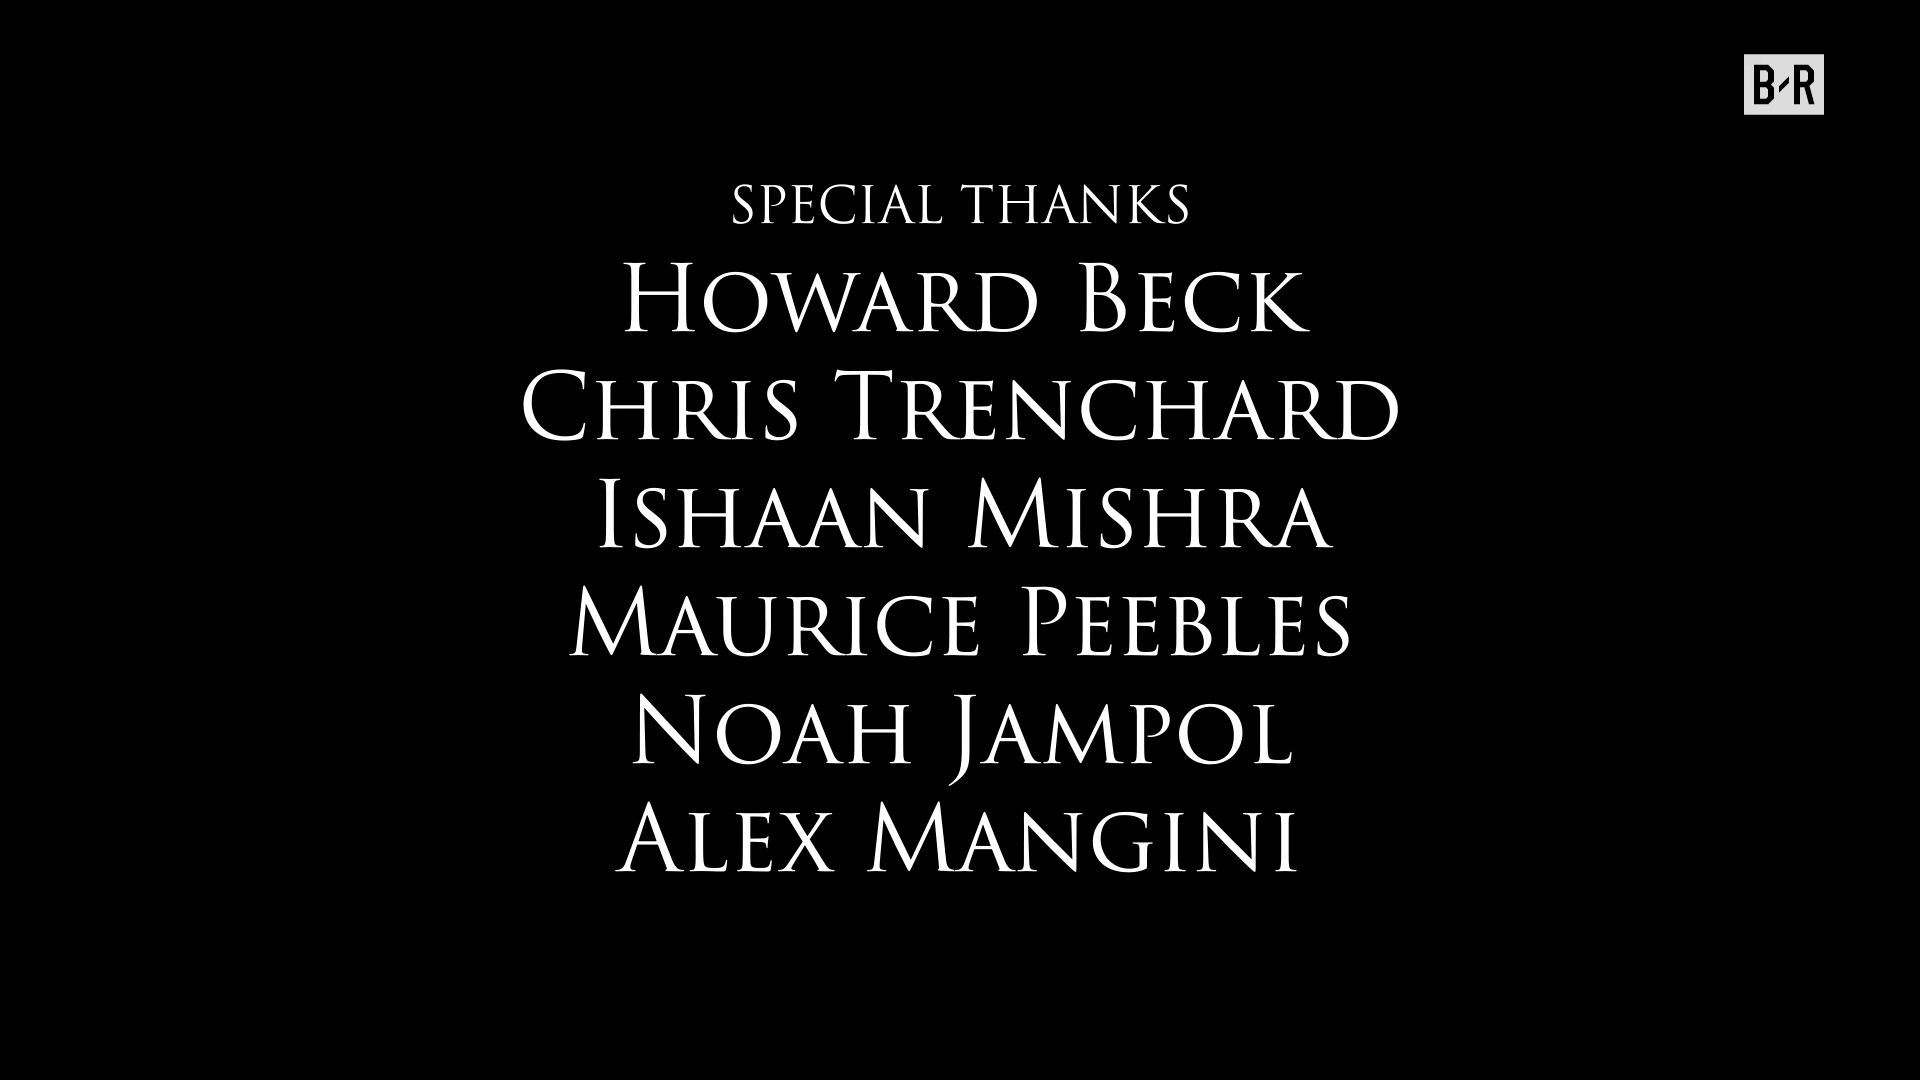 B/R
SPECIAL THANKS
HOWARD BECK
CHRIS TRENCHARD
ISHAAN MISHRA
MAURICE PEEBLES
NOAH JAMPOL
ALEX MANGINI